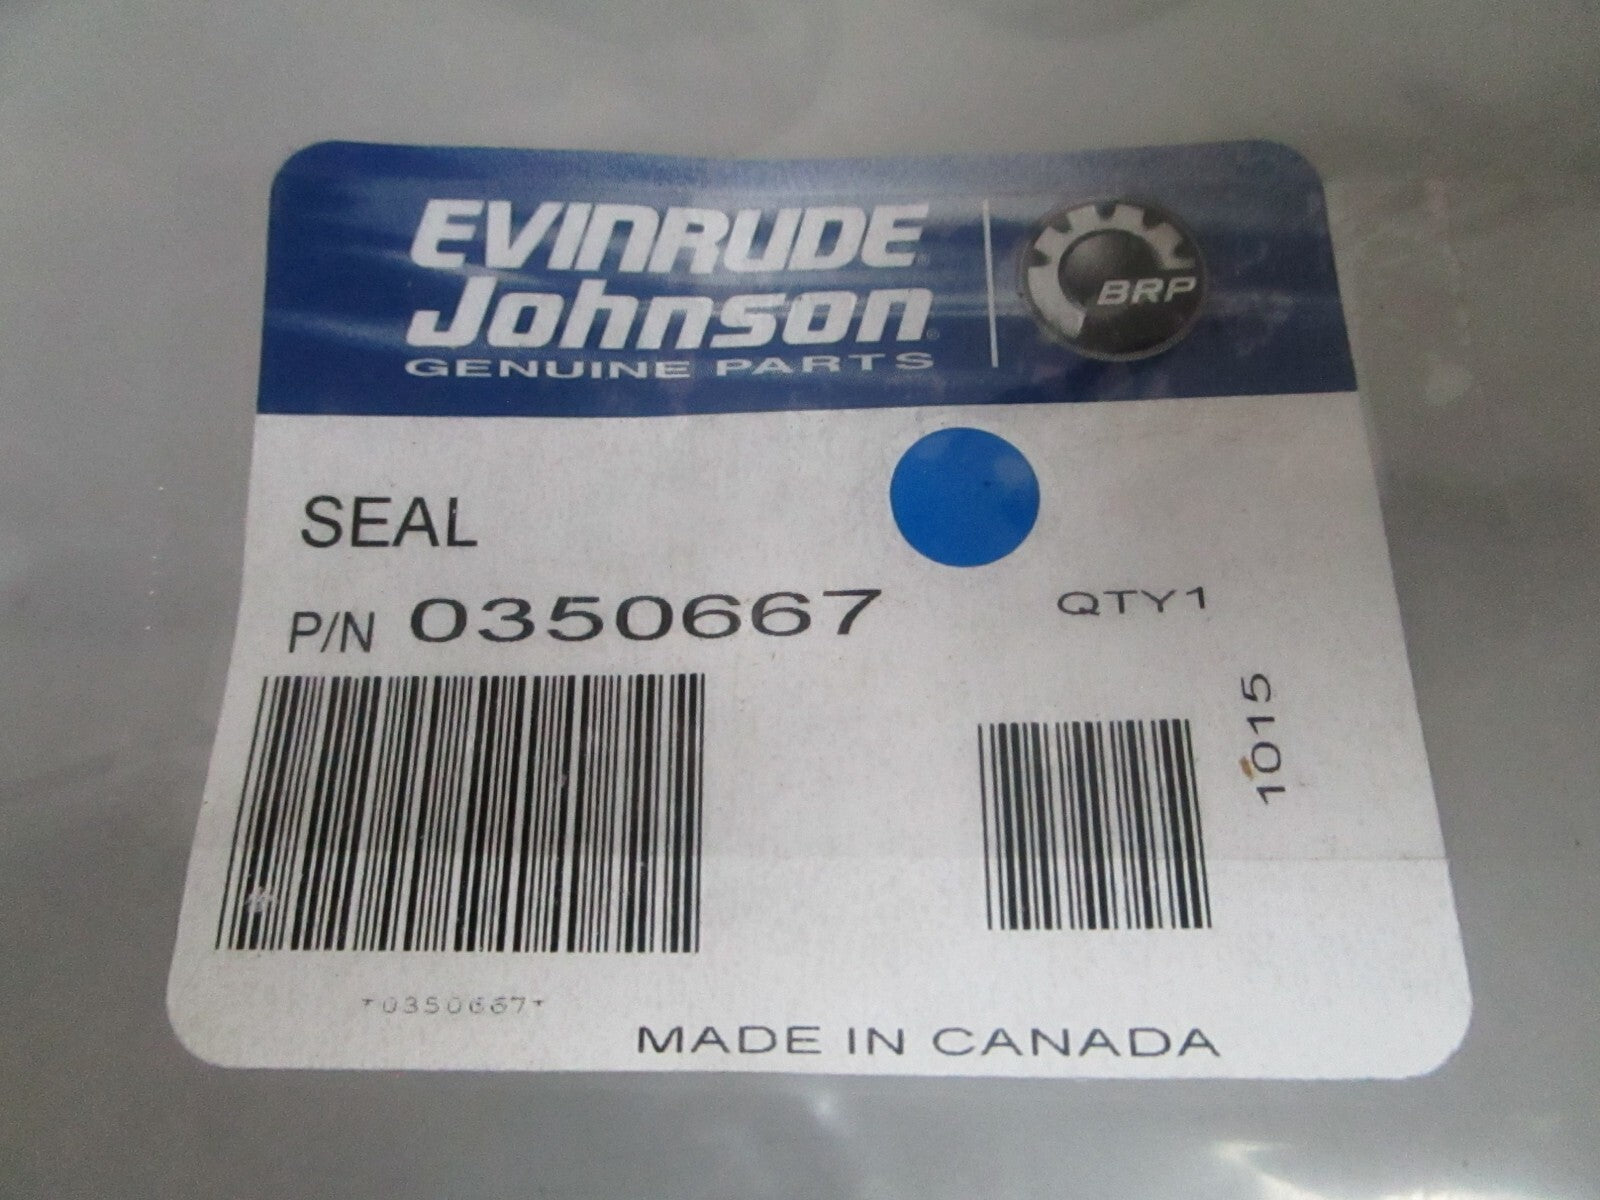 EVINRUDE
Johnson
GENUINE PARTS
BRP
SEAL
P/N 0350667
QTY1
1015
*0350667*
MADE IN CANADA